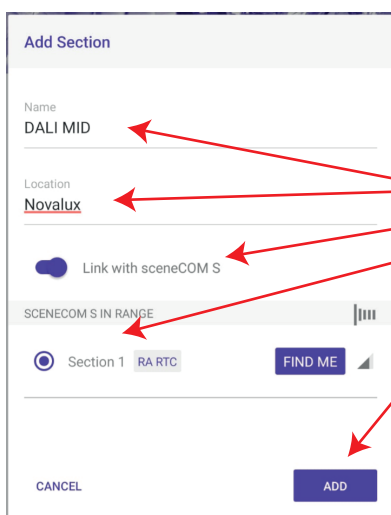 Add Section
Name
DALI MID
Location
Novalux
Link with sceneCOM S
SCENECOM S IN RANGE
Section 1 RA RTC FIND ME
CANCEL ADD